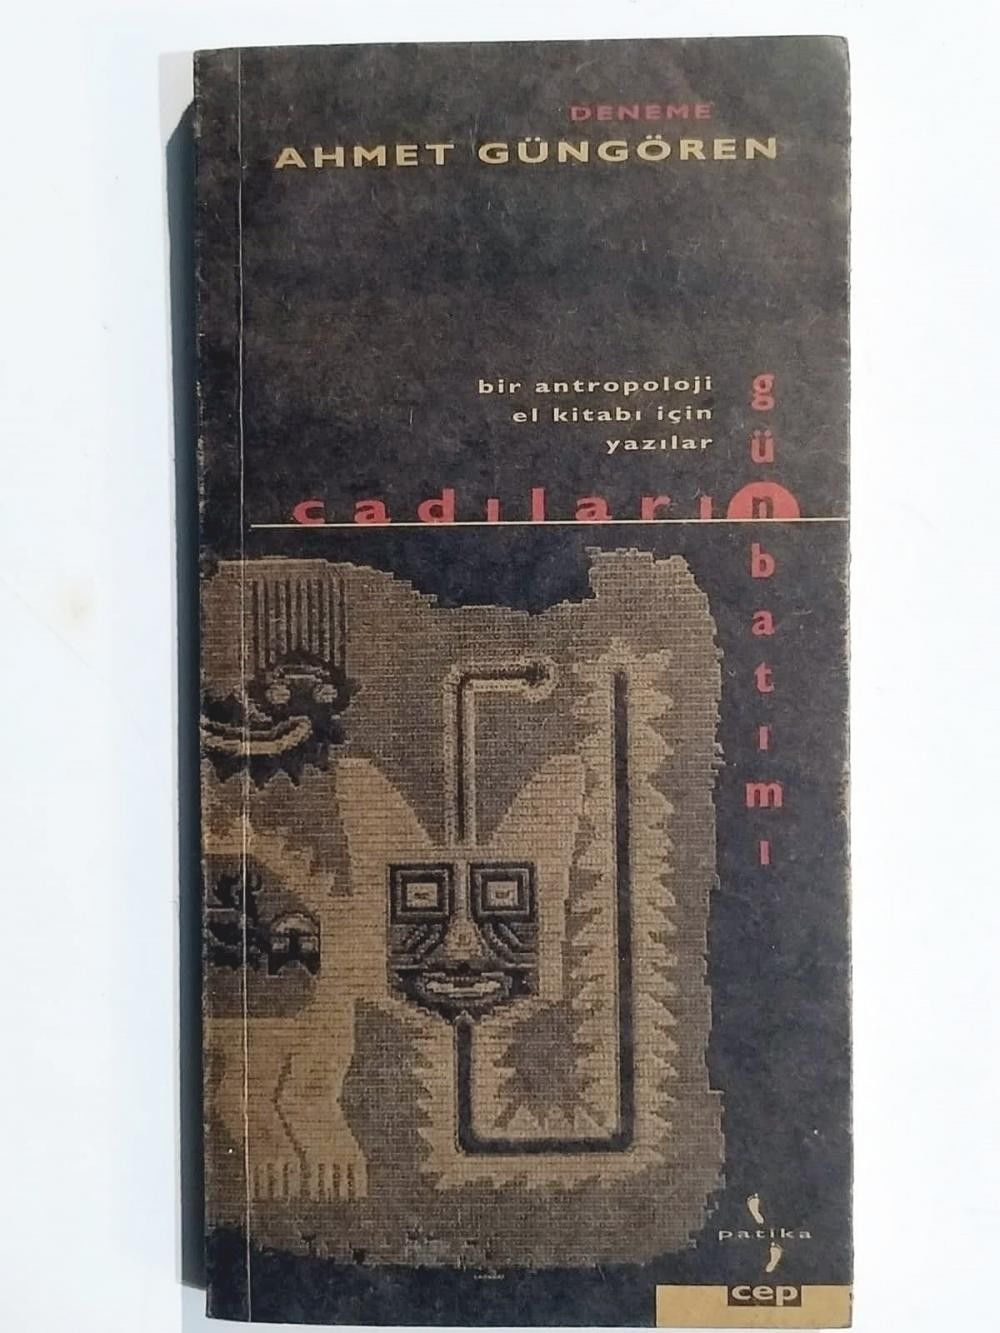 DENEME
AHMET GÜNGÖREN
bir antropoloji
el kitabı için
yazılar
cadıların
günbatımı
patika
cep